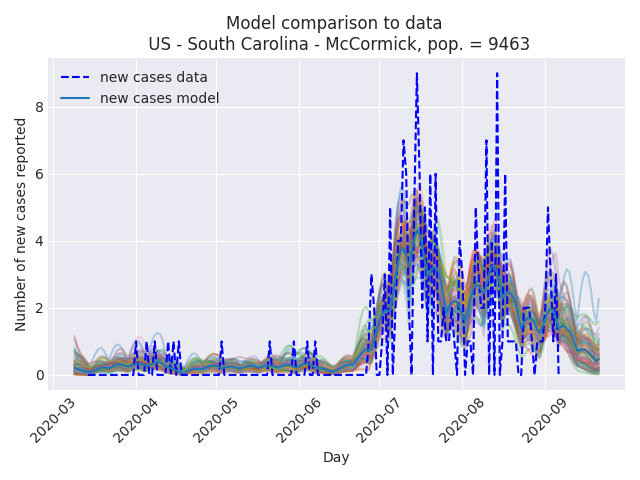 Model comparison to data
US - South Carolina - McCormick, pop. = 9463
new cases data
new cases model
Number of new cases reported
8
6
4
2
0
2020-03
2020-04
2020-05
2020-06
2020-07
2020-08
2020-09
Day